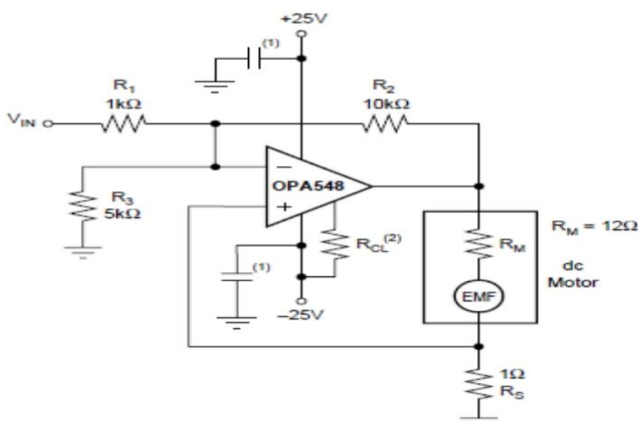 +25V
(1)
R1
1kΩ
R2
10kΩ
VIN
R3
5kΩ
−
OPA548
+
RCL(2)
(1)
–25V
RM
RM = 12Ω
dc
Motor
EMF
1Ω
RS